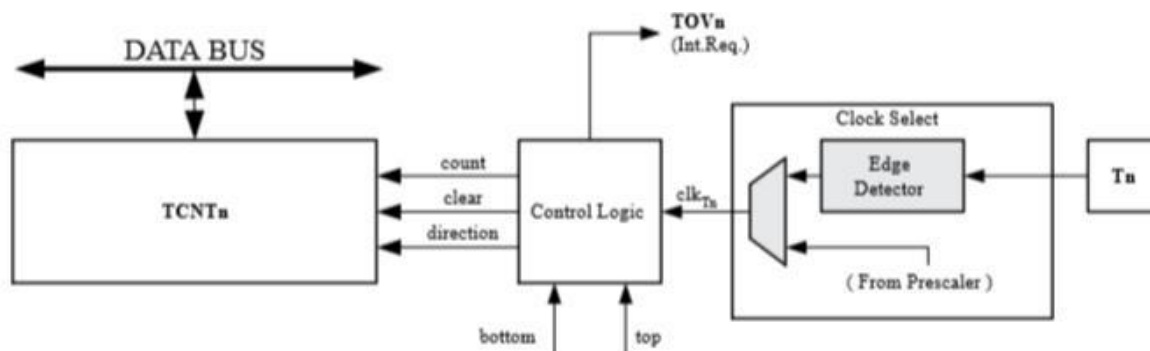 TOVn
(Int.Req.)
DATA BUS
Clock Select
count
Edge
Detector
Tn
TCNTn
clear
Control Logic
clkTn
direction
( From Prescaler )
bottom
top